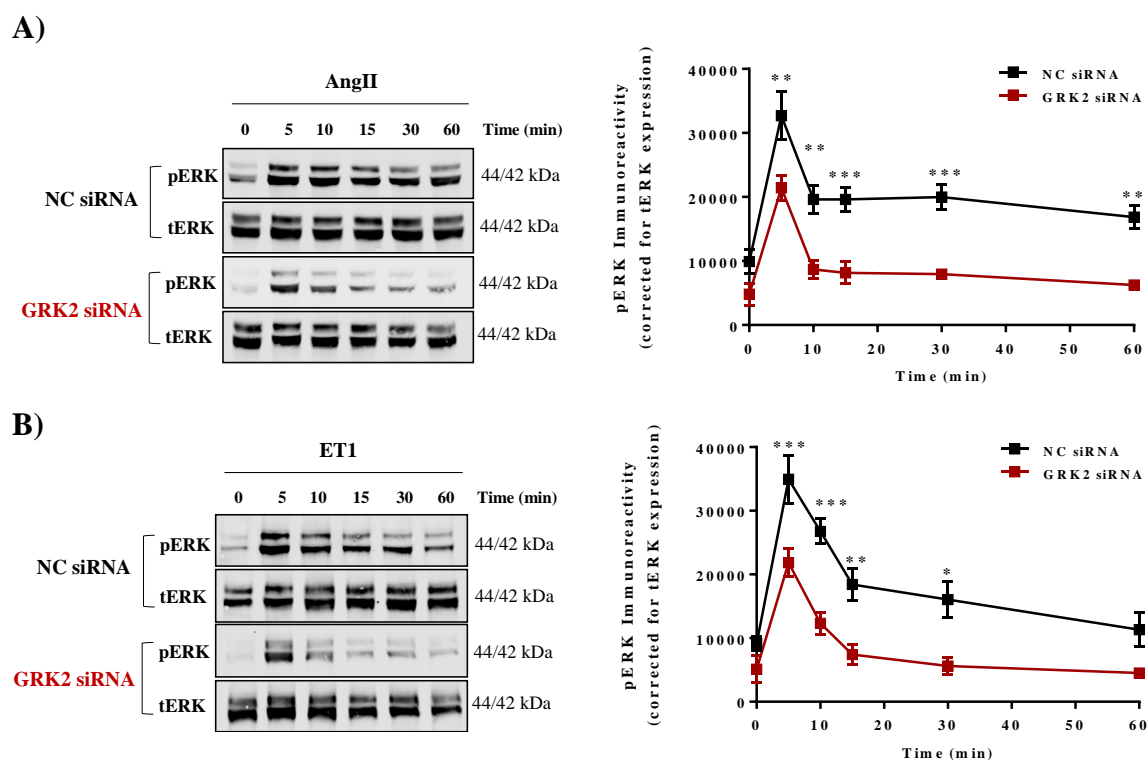 A)
AngII
0 5 10 15 30 60 Time (min)
NC siRNA
pERK 44/42 kDa
tERK 44/42 kDa
GRK2 siRNA
pERK 44/42 kDa
tERK 44/42 kDa
pERK Immunoreactivity
(corrected for tERK expression)
40000
30000
20000
10000
0
0 10 20 30 40 50 60
Time (min)
** ** *** *** **
NC siRNA
GRK2 siRNA
B)
ET1
0 5 10 15 30 60 Time (min)
NC siRNA
pERK 44/42 kDa
tERK 44/42 kDa
GRK2 siRNA
pERK 44/42 kDa
tERK 44/42 kDa
pERK Immunoreactivity
(corrected for tERK expression)
40000
30000
20000
10000
0
0 10 20 30 40 50 60
Time (min)
*** *** ** *
NC siRNA
GRK2 siRNA